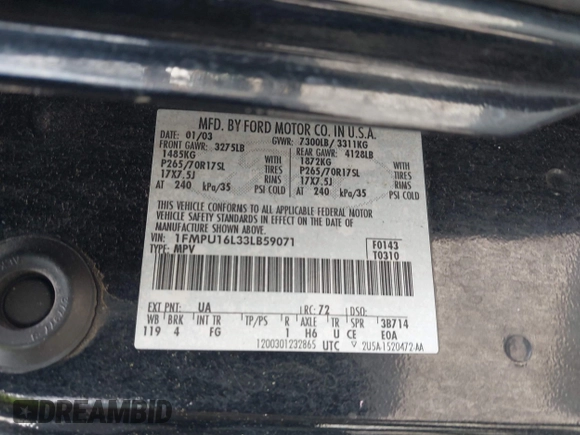 MFD. BY FORD MOTOR CO. IN U.S.A.
DATE: 01/03 GVWR: 7300LB/ 3311KG
FRONT GAWR: 3275LB REAR GAWR: 4128LB
1485KG WITH 1872KG WITH
P265/70R17SL TIRES P265/70R17SL TIRES
17X7.5J RIMS 17X7.5J RIMS
AT 240 kPa/35 PSI COLD AT 240 kPa/35 PSI COLD
THIS VEHICLE CONFORMS TO ALL APPLICABLE FEDERAL MOTOR
VEHICLE SAFETY STANDARDS IN EFFECT ON THE DATE OF
MANUFACTURE SHOWN ABOVE.
VIN: 1FMPU16L33LB59071 F0143
TYPE: MPV T0310
EXT PNT: UA RC: 72 DSO:
WB BRK INT TR TP/PS R AXLE TR SPR 3B714
119 4 FG 1 H6 U CE E0A
1200301232865 UTC 2U5A-1520472-AA
DREAMBID